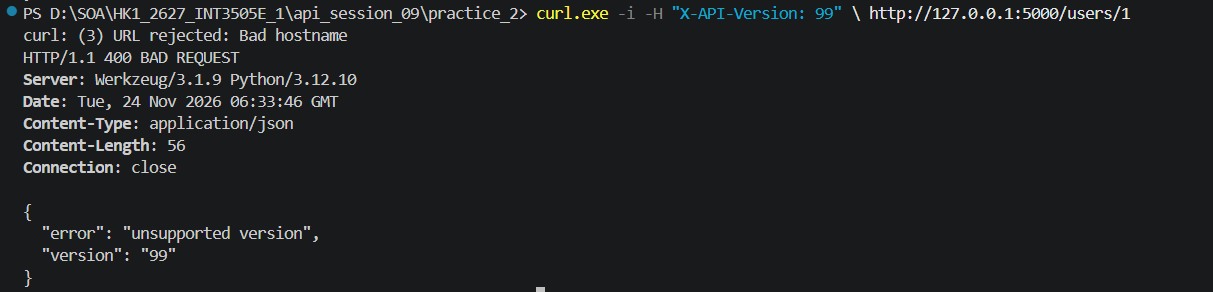 PS D:\SOA\HK1_2627_INT3505E_1\api_session_09\practice_2> curl.exe -i -H "X-API-Version: 99" \ http://127.0.0.1:5000/users/1
curl: (3) URL rejected: Bad hostname
HTTP/1.1 400 BAD REQUEST
Server: Werkzeug/3.1.9 Python/3.12.10
Date: Tue, 24 Nov 2026 06:33:46 GMT
Content-Type: application/json
Content-Length: 56
Connection: close

{
  "error": "unsupported version",
  "version": "99"
}